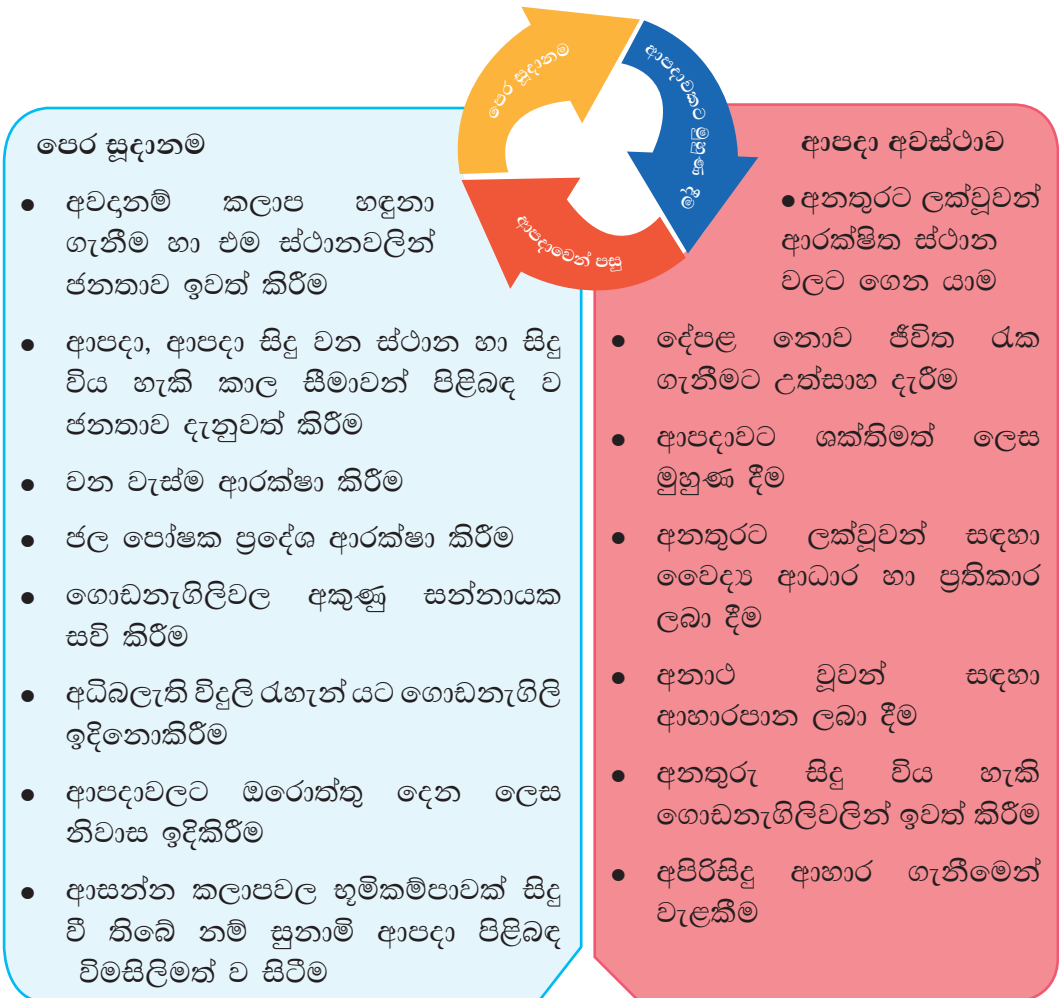 පෙර සූදානම
ආපදාවකට මුහුණ දීම
ආපදාවෙන් පසු
පෙර සූදානම
● අවදානම් කලාප හඳුනා
ගැනීම හා එම ස්ථානවලින්
ජනතාව ඉවත් කිරීම
● ආපදා, ආපදා සිදු වන ස්ථාන හා සිදු
විය හැකි කාල සීමාවන් පිළිබඳ ව
ජනතාව දැනුවත් කිරීම
● වන වැස්ම ආරක්ෂා කිරීම
● ජල පෝෂක ප්‍රදේශ ආරක්ෂා කිරීම
● ගොඩනැගිලිවල අකුණු සන්නායක
සවි කිරීම
● අධිබලැති විදුලි රැහැන් යට ගොඩනැගිලි
ඉදිනොකිරීම
● ආපදාවලට ඔරොත්තු දෙන ලෙස
නිවාස ඉදිකිරීම
● ආසන්න කලාපවල භූමිකම්පාවක් සිදු
වී තිබේ නම් සුනාමි ආපදා පිළිබඳ
විමසිලිමත් ව සිටීම
ආපදා අවස්ථාව
● අනතුරට ලක්වූවන්
ආරක්ෂිත ස්ථාන
වලට ගෙන යාම
● දේපළ නොව ජීවිත රැක
ගැනීමට උත්සාහ දැරීම
● ආපදාවට ශක්තිමත් ලෙස
මුහුණ දීම
● අනතුරට ලක්වූවන් සඳහා
වෛද්‍ය ආධාර හා ප්‍රතිකාර
ලබා දීම
● අනාථ වූවන් සඳහා
ආහාරපාන ලබා දීම
● අනතුරු සිදු විය හැකි
ගොඩනැගිලිවලින් ඉවත් කිරීම
● අපිරිසිදු ආහාර ගැනීමෙන්
වැළකීම